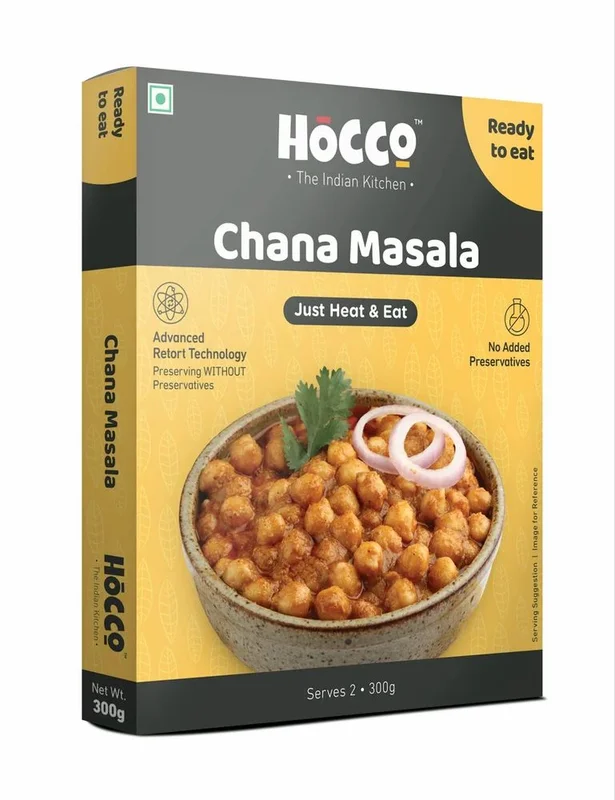 Ready
to eat
HOCCO™
• The Indian Kitchen •
Ready
to eat
Chana Masala
Just Heat & Eat
Advanced
Retort Technology
Preserving WITHOUT
Preservatives
No Added
Preservatives
Serving Suggestion | Image for Reference
Serves 2 • 300g
Chana Masala
HOCCO™
• The Indian Kitchen •
Net Wt.
300g